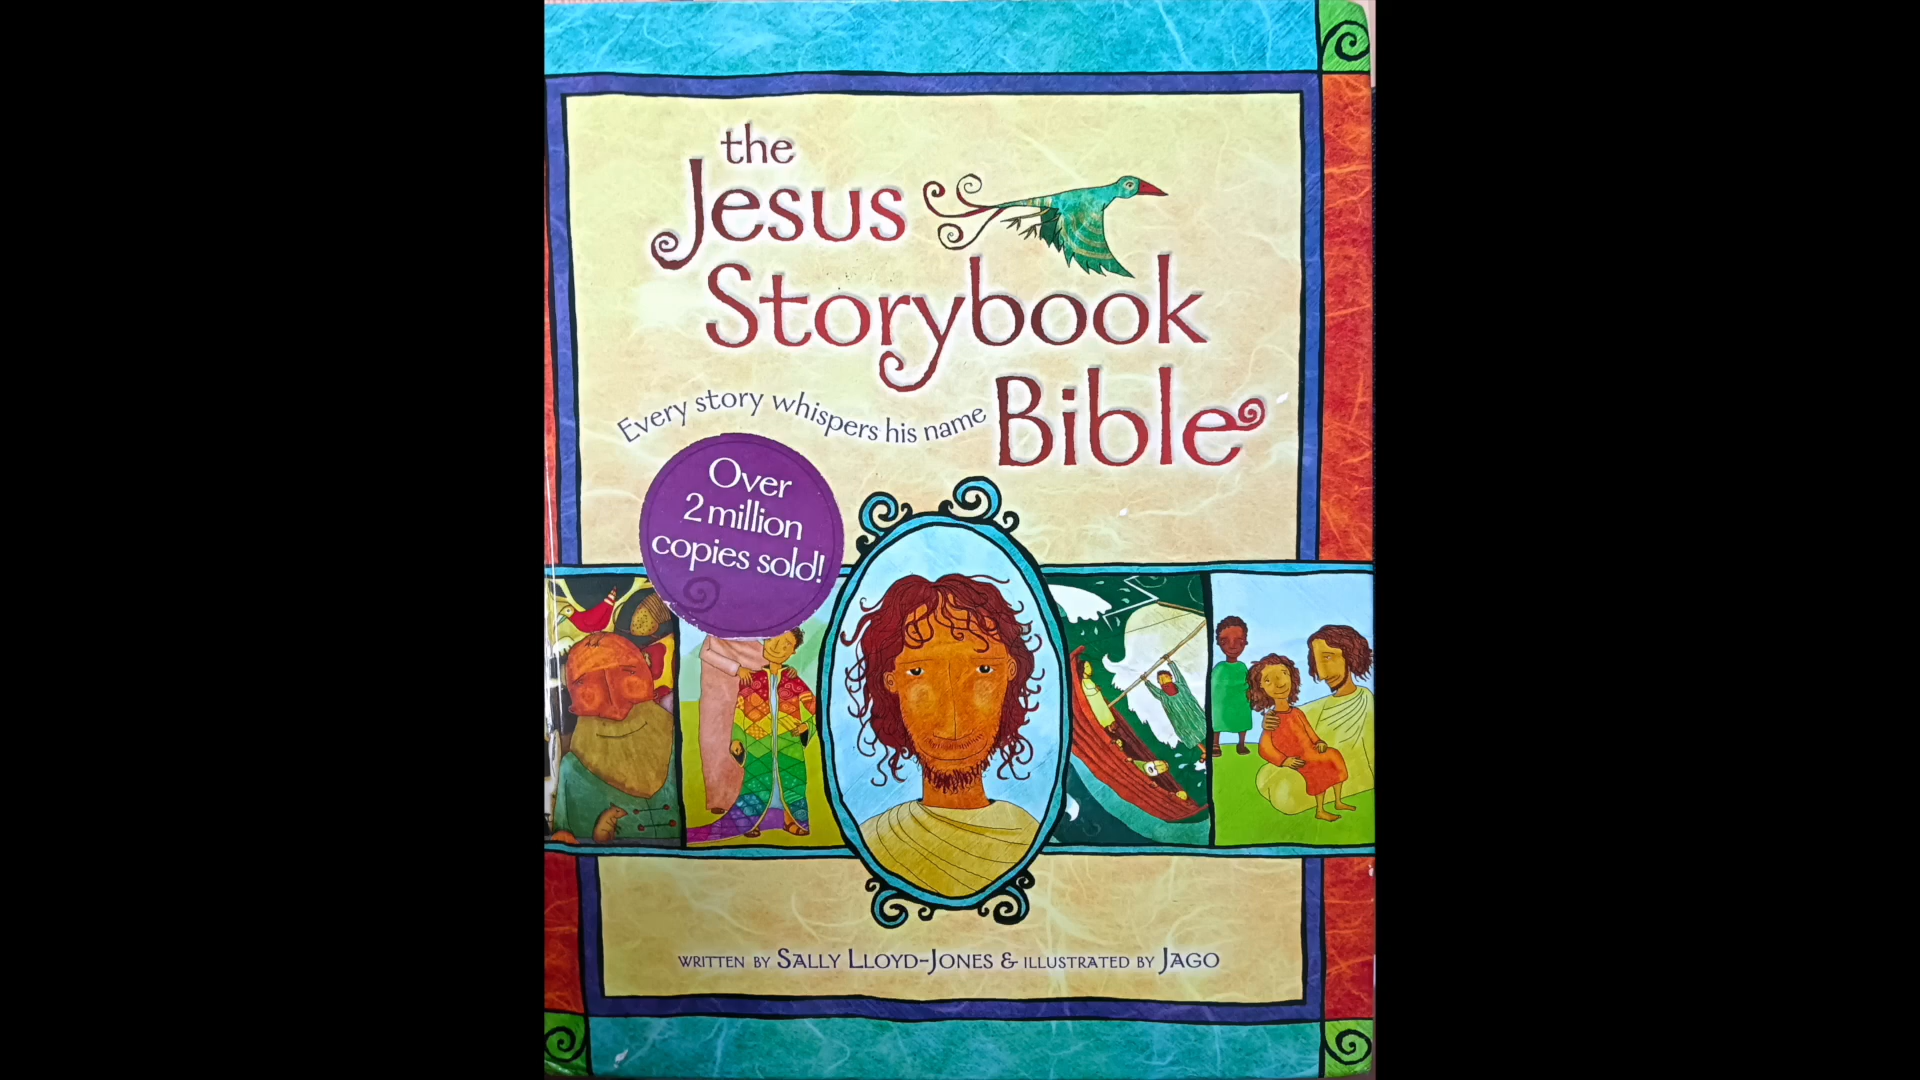 the
Jesus
Storybook
Bible
Every story whispers his name
Over
2 million
copies sold!
WRITTEN BY SALLY LLOYD-JONES & ILLUSTRATED BY JAGO